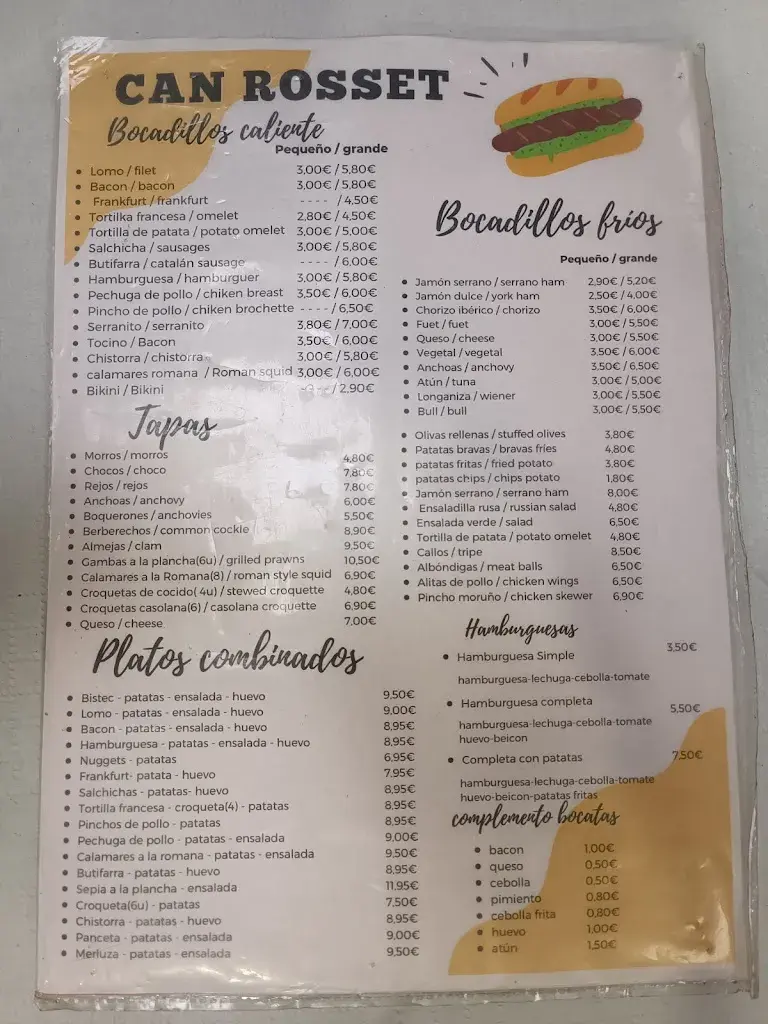 CAN ROSSET
Bocadillos caliente
Pequeño / grande
Lomo / filet 3,00€ / 5,80€
Bacon / bacon 3,00€ / 5,80€
Frankfurt / frankfurt ---- / 4,50€
Tortilka francesa / omelet 2,80€ / 4,50€
Tortilla de patata / potato omelet 3,00€ / 5,00€
Salchicha / sausages 3,00€ / 5,80€
Butifarra / catalán sausage ---- / 6,00€
Hamburguesa / hamburguer 3,00€ / 5,80€
Pechuga de pollo / chiken breast 3,50€ / 6,00€
Pincho de pollo / chiken brochette ---- / 6,50€
Serranito / serranito 3,80€ / 7,00€
Tocino / Bacon 3,50€ / 6,00€
Chistorra / chistorra 3,00€ / 5,80€
calamares romana / Roman squid 3,00€ / 6,00€
Bikini / Bikini ---- / 2,90€
Bocadillos frios
Pequeño / grande
Jamón serrano / serrano ham 2,90€ / 5,20€
Jamón dulce / york ham 2,50€ / 4,00€
Chorizo ibérico / chorizo 3,50€ / 6,00€
Fuet / fuet 3,00€ / 5,50€
Queso / cheese 3,00€ / 5,50€
Vegetal / vegetal 3,50€ / 6,00€
Anchoas / anchovy 3,50€ / 6,50€
Atún / tuna 3,00€ / 5,00€
Longaniza / wiener 3,00€ / 5,50€
Bull / bull 3,00€ / 5,50€
Tapas
Morros / morros 4,80€
Chocos / choco 7,80€
Rejos / rejos 7,80€
Anchoas / anchovy 6,00€
Boquerones / anchovies 5,50€
Berberechos / common cockle 8,90€
Almejas / clam 9,50€
Gambas a la plancha(6u) / grilled prawns 10,50€
Calamares a la Romana(8) / roman style squid 6,90€
Croquetas de cocido( 4u) / stewed croquette 4,80€
Croquetas casolana(6) / casolana croquette 6,90€
Queso / cheese 7,00€
Olivas rellenas / stuffed olives 3,80€
Patatas bravas / bravas fries 4,80€
patatas fritas / fried potato 3,80€
patatas chips / chips potato 1,80€
Jamón serrano / serrano ham 8,00€
Ensaladilla rusa / russian salad 4,80€
Ensalada verde / salad 6,50€
Tortilla de patata / potato omelet 4,80€
Callos / tripe 8,50€
Albóndigas / meat balls 6,50€
Alitas de pollo / chicken wings 6,50€
Pincho moruño / chicken skewer 6,90€
Platos combinados
Bistec - patatas - ensalada - huevo 9,50€
Lomo - patatas - ensalada - huevo 9,00€
Bacon - patatas - ensalada - huevo 8,95€
Hamburguesa - patatas - ensalada - huevo 8,95€
Nuggets - patatas 6,95€
Frankfurt- patata - huevo 7,95€
Salchichas - patatas- huevo 8,95€
Tortilla francesa - croqueta(4) - patatas 8,95€
Pinchos de pollo - patatas 8,95€
Pechuga de pollo - patatas - ensalada 9,00€
Calamares a la romana - patatas - ensalada 9,50€
Butifarra - patatas - huevo 8,95€
Sepia a la plancha - ensalada 11,95€
Croqueta(6u) - patatas 7,50€
Chistorra - patatas - huevo 8,95€
Panceta - patatas - ensalada 9,00€
Merluza - patatas - ensalada 9,50€
Hamburguesas
Hamburguesa Simple 3,50€
hamburguesa-lechuga-cebolla-tomate
Hamburguesa completa 5,50€
hamburguesa-lechuga-cebolla-tomate
huevo-beicon
Completa con patatas 7,50€
hamburguesa-lechuga-cebolla-tomate
huevo-beicon-patatas fritas
complemento bocatas
bacon 1,00€
queso 0,50€
cebolla 0,50€
pimiento 0,80€
cebolla frita 0,80€
huevo 1,00€
atún 1,50€